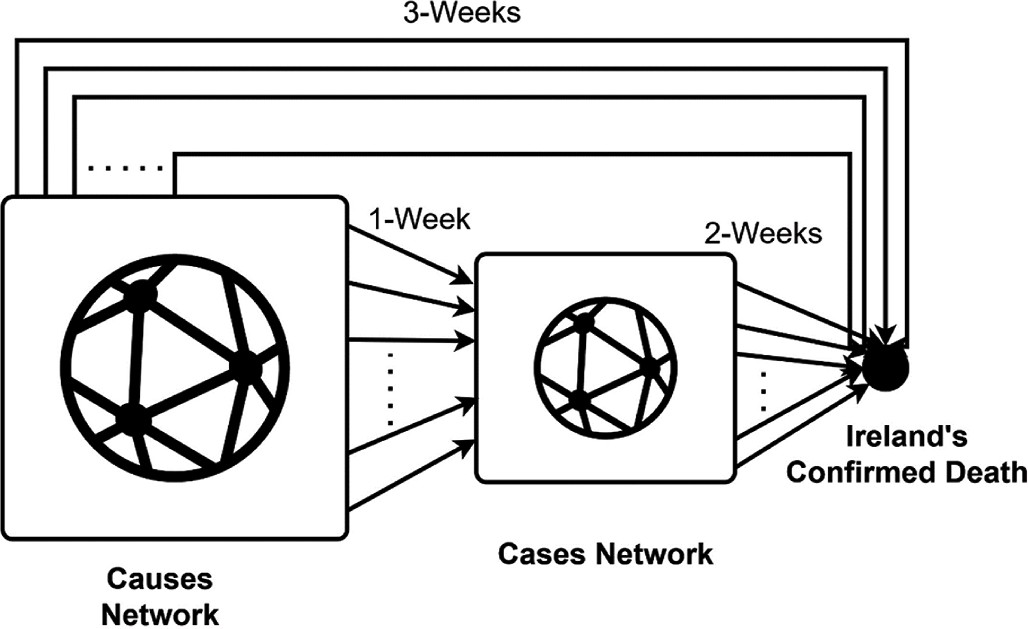 3-Weeks
1-Week
2-Weeks
Ireland's
Confirmed Death
Cases Network
Causes
Network